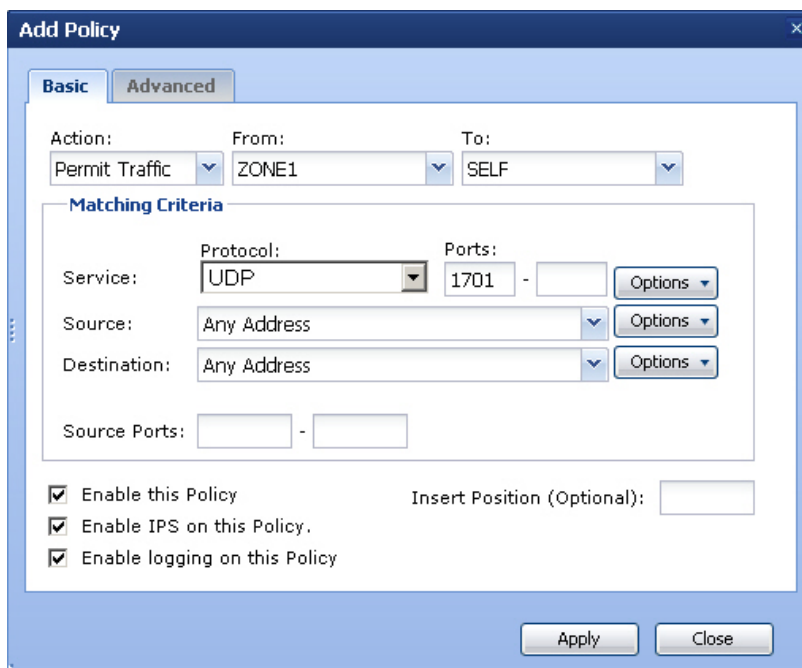 Add Policy
Basic Advanced
Action: From: To:
Permit Traffic ZONE1 SELF
Matching Criteria
Protocol: Ports:
Service: UDP 1701 - Options
Source: Any Address Options
Destination: Any Address Options
Source Ports: -
Enable this Policy Insert Position (Optional):
Enable IPS on this Policy.
Enable logging on this Policy
Apply Close